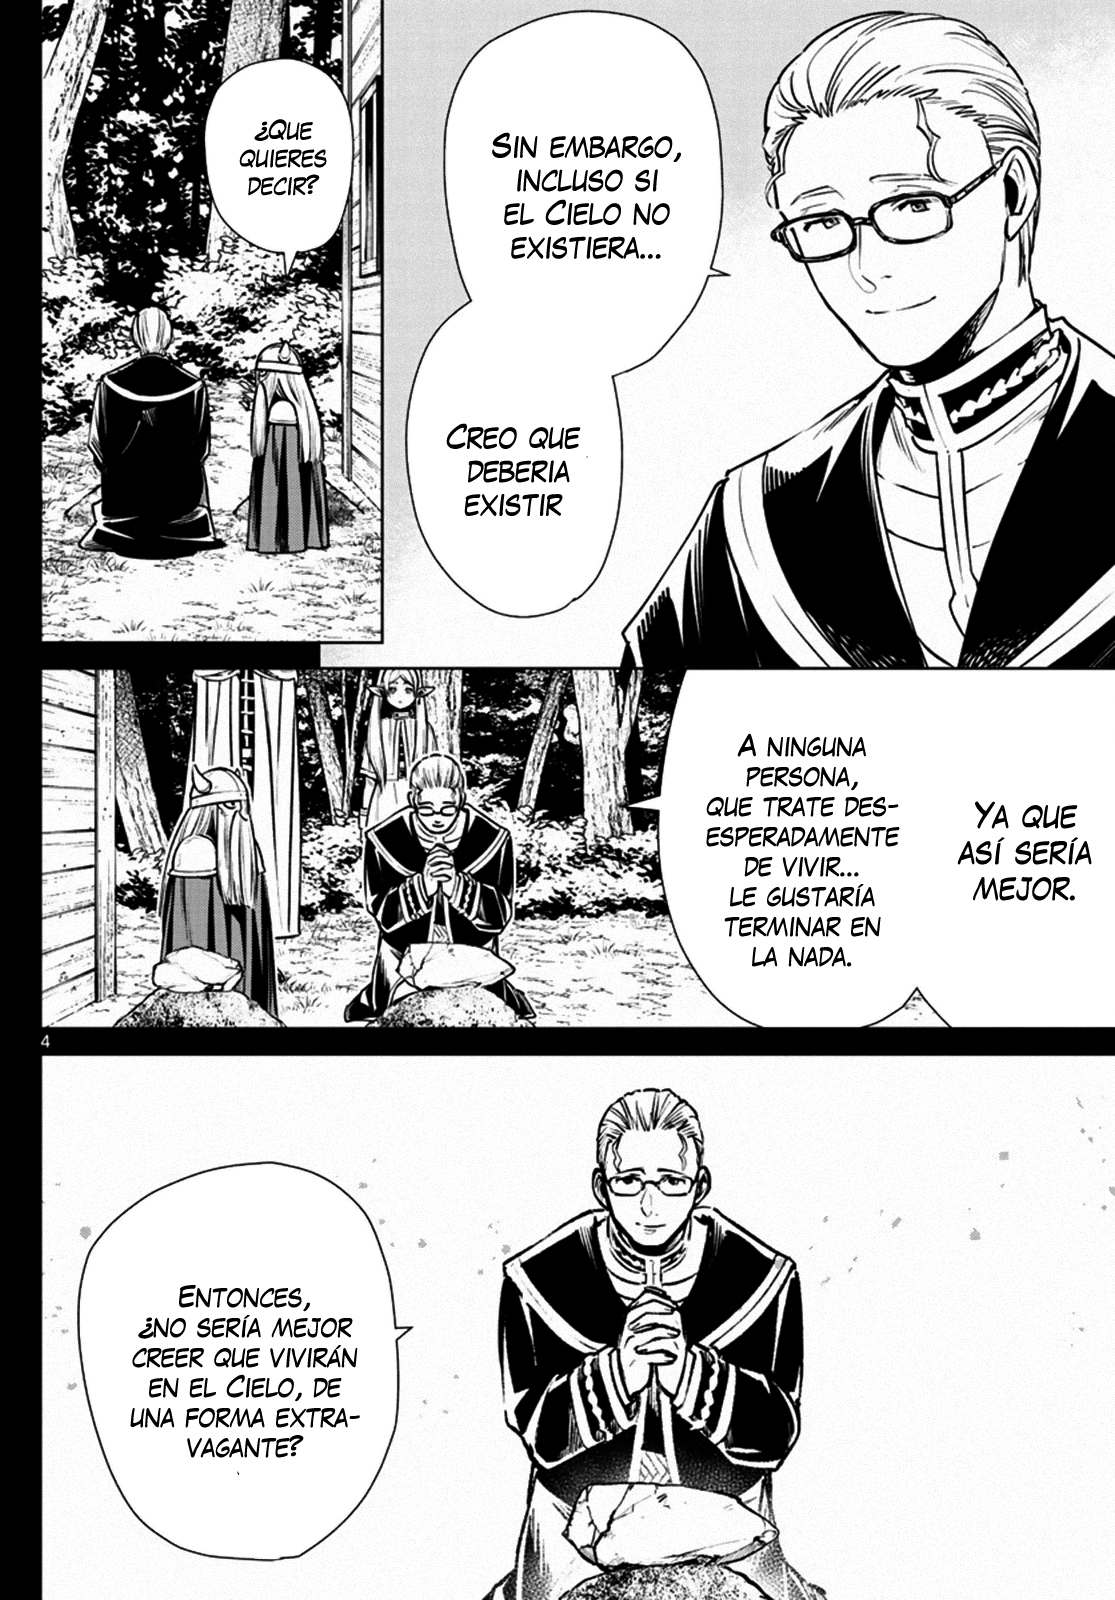 SIN EMBARGO,
INCLUSO SI
EL CIELO NO
EXISTIERA...
CREO QUE
DEBERIA
EXISTIR
¿QUE
QUIERES
DECIR?
YA QUE
ASÍ SERÍA
MEJOR.
A NINGUNA
PERSONA,
QUE TRATE DES-
ESPERADAMENTE
DE VIVIR...
LE GUSTARÍA
TERMINAR EN
LA NADA.
4
ENTONCES,
¿NO SERÍA MEJOR
CREER QUE VIVIRÁN
EN EL CIELO, DE
UNA FORMA EXTRA-
VAGANTE?